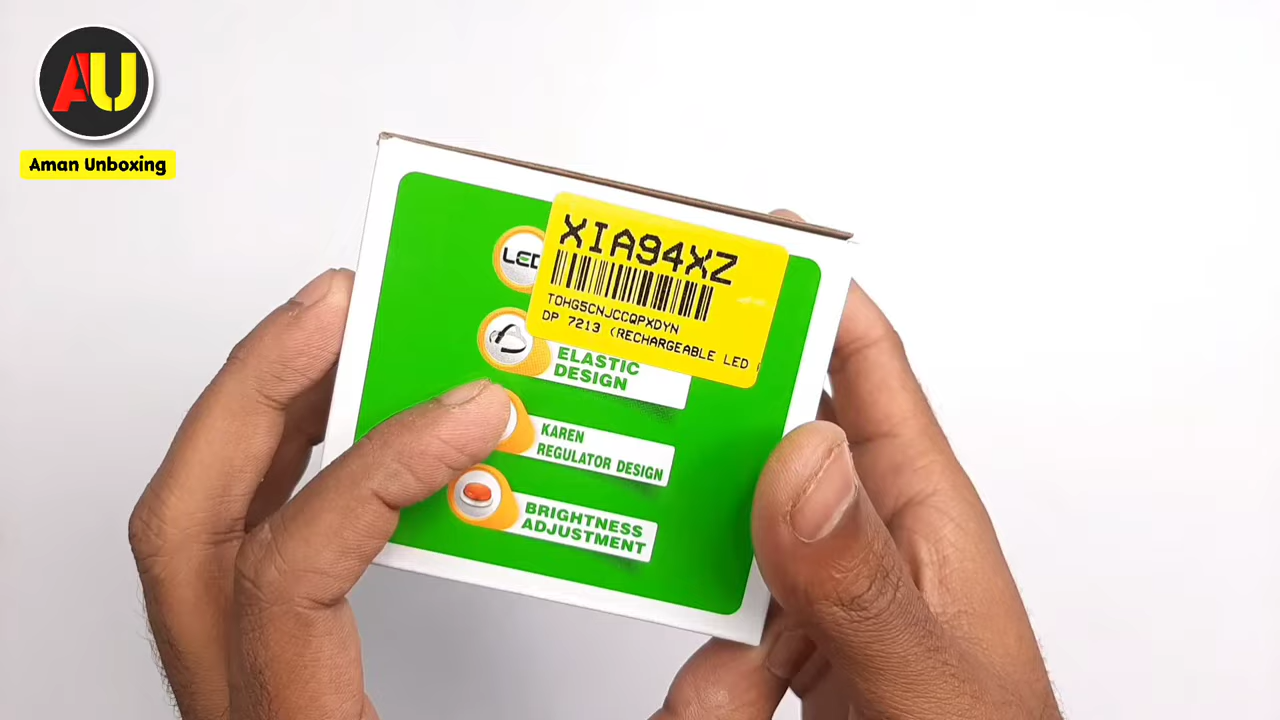 AU
Aman Unboxing
XIA94XZ
LED
TOHG5CNJCCQPXDYN
DP 7213 (RECHARGEABLE LED
ELASTIC
DESIGN
KAREN
REGULATOR DESIGN
BRIGHTNESS
ADJUSTMENT